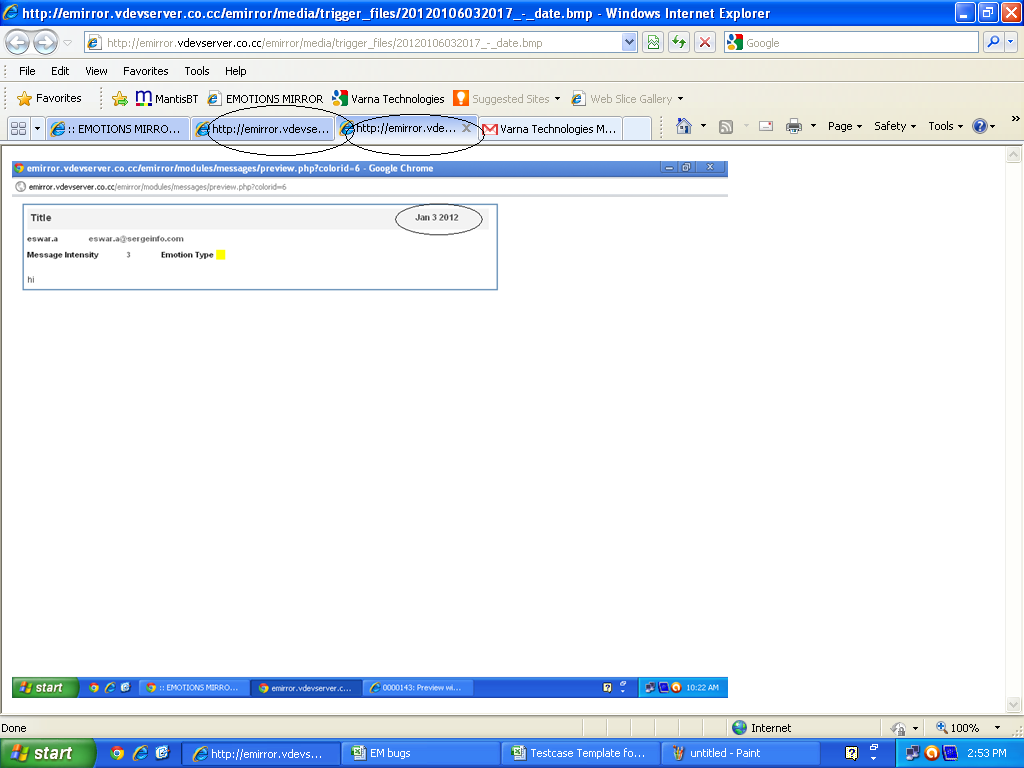 http://emirror.vdevserver.co.cc/emirror/media/trigger_files/20120106032017_-_date.bmp - Windows Internet Explorer
http://emirror.vdevserver.co.cc/emirror/media/trigger_files/20120106032017_-_date.bmp
Google
File Edit View Favorites Tools Help
Favorites MantisBT EMOTIONS MIRROR Varna Technologies Suggested Sites Web Slice Gallery
:: EMOTIONS MIRRO... http://emirror.vdevse... http://emirror.vde... Varna Technologies M... Page Safety Tools »
emirror.vdevserver.co.cc/emirror/modules/messages/preview.php?colorid=6 - Google Chrome
emirror.vdevserver.co.cc/emirror/modules/messages/preview.php?colorid=6
Title Jan 3 2012
eswar.a eswar.a@sergeinfo.com
Message Intensity 3 Emotion Type
hi
start :: EMOTIONS MIRRO... emirror.vdevserver.c... 0000143: Preview wi... 10:22 AM
Done Internet 100%
start http://emirror.vdevs... EM bugs Testcase Template fo... untitled - Paint 2:53 PM